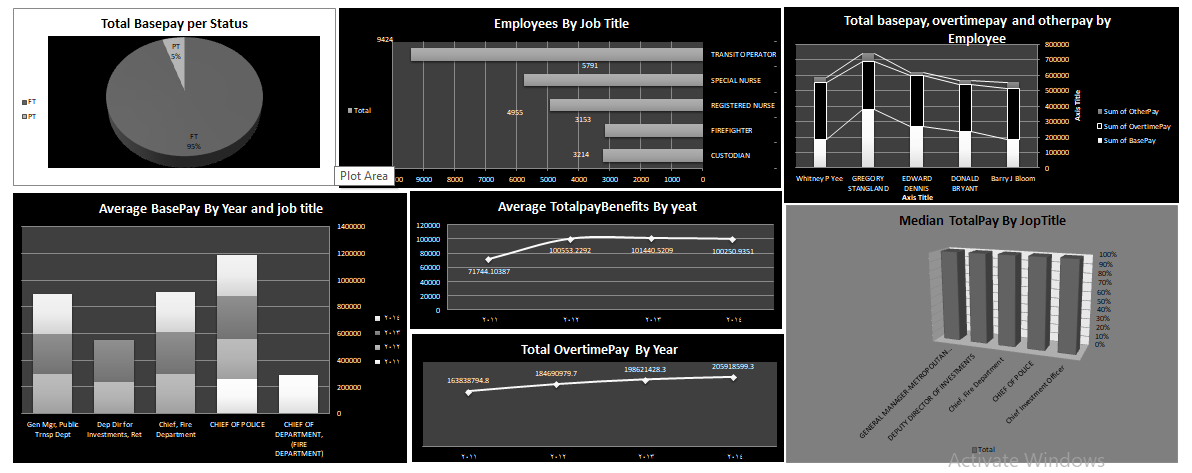 Total Basepay per Status
PT
5%
FT
95%
FT
PT
Employees By Job Title
9424
5791
4955
3153
3214
TRANSIT OPERATOR
SPECIAL NURSE
REGISTERED NURSE
FIREFIGHTER
CUSTODIAN
Total
9000 8000 7000 6000 5000 4000 3000 2000 1000 0
Plot Area
Total basepay, overtimepay and otherpay by
Employee
800000
700000
600000
500000
400000
300000
200000
100000
0
Axis Title
Sum of OtherPay
Sum of OvertimePay
Sum of BasePay
Whitney P Yee
GREGORY
STANGLAND
EDWARD
DENNIS
DONALD
BRYANT
Barry J Bloom
Axis Title
Average BasePay By Year and job title
1400000
1200000
1000000
800000
600000
400000
200000
0
٢٠١٤
٢٠١٣
٢٠١٢
٢٠١١
Gen Mgr, Public
Trnsp Dept
Dep Dir for
Investments, Ret
Chief, Fire
Department
CHIEF OF POLICE
CHIEF OF
DEPARTMENT,
(FIRE
DEPARTMENT)
Average TotalpayBenefits By yeat
120000
100000
80000
60000
40000
20000
0
71744.10387
100553.2292
101440.5209
100250.9351
٢٠١١ ٢٠١٢ ٢٠١٣ ٢٠١٤
Total OvertimePay By Year
163838794.8
184690979.7
198621428.3
205918599.3
٢٠١١ ٢٠١٢ ٢٠١٣ ٢٠١٤
Median TotalPay By JopTitle
100%
90%
80%
70%
60%
50%
40%
30%
20%
10%
0%
GENERAL MANAGER-METROPOLITAN...
DEPUTY DIRECTOR OF INVESTMENTS
Chief, Fire Department
CHIEF OF POLICE
Chief Investment Officer
Total
Activate Windows